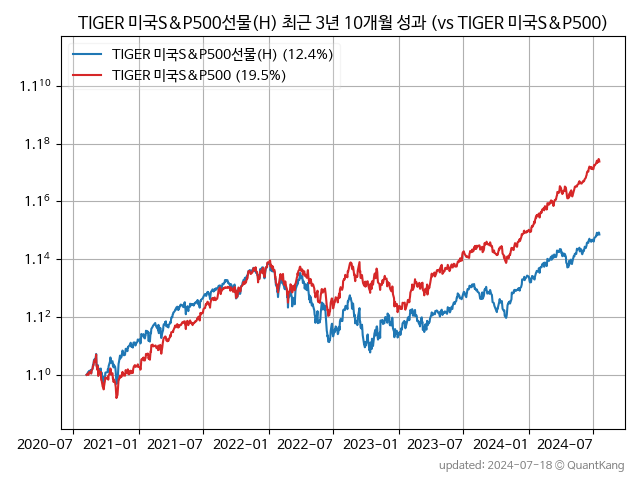 TIGER 미국S&P500선물(H) 최근 3년 10개월 성과 (vs TIGER 미국S&P500)
TIGER 미국S&P500선물(H) (12.4%)
TIGER 미국S&P500 (19.5%)
1.1¹⁰
1.1⁸
1.1⁶
1.1⁴
1.1²
1.1⁰
2020-07 2021-01 2021-07 2022-01 2022-07 2023-01 2023-07 2024-01 2024-07
updated: 2024-07-18 © QuantKang